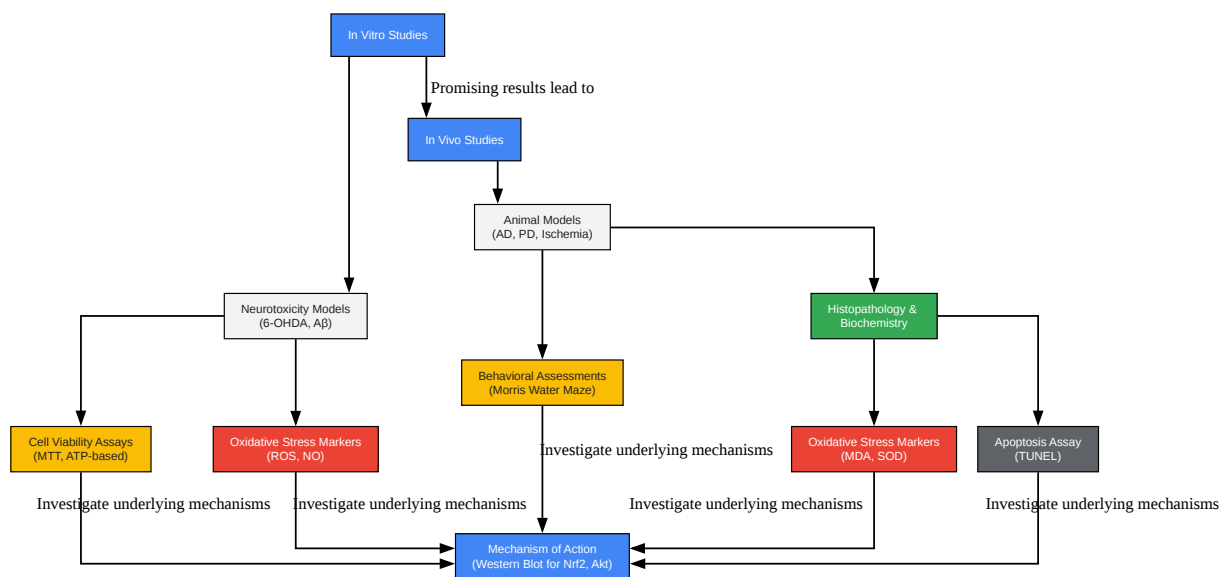 In Vitro Studies
Promising results lead to
In Vivo Studies
Animal Models
(AD, PD, Ischemia)
Neurotoxicity Models
(6-OHDA, Aβ)
Histopathology &
Biochemistry
Behavioral Assessments
(Morris Water Maze)
Cell Viability Assays
(MTT, ATP-based)
Oxidative Stress Markers
(ROS, NO)
Investigate underlying mechanisms
Oxidative Stress Markers
(MDA, SOD)
Apoptosis Assay
(TUNEL)
Investigate underlying mechanisms
Investigate underlying mechanisms
Investigate underlying mechanisms
Investigate underlying mechanisms
Mechanism of Action
(Western Blot for Nrf2, Akt)